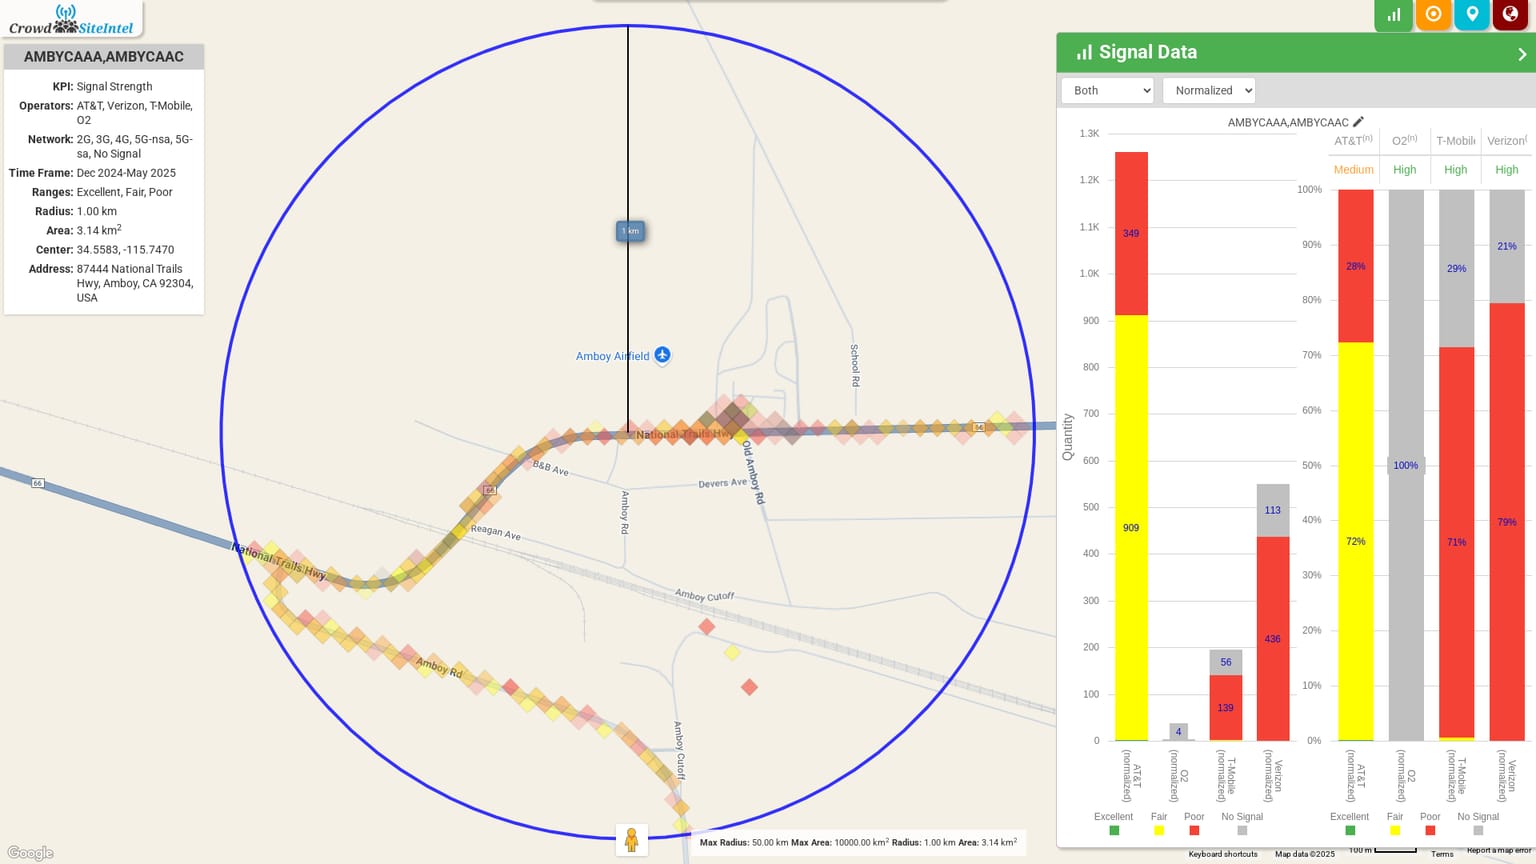 Crowd SiteIntel
AMBYCAAA,AMBYCAAC
KPI: Signal Strength
Operators: AT&T, Verizon, T-Mobile,
O2
Network: 2G, 3G, 4G, 5G-nsa, 5G-
sa, No Signal
Time Frame: Dec 2024-May 2025
Ranges: Excellent, Fair, Poor
Radius: 1.00 km
Area: 3.14 km²
Center: 34.5583, -115.7470
Address: 87444 National Trails
Hwy, Amboy, CA 92304,
USA
1 km
Amboy Airfield
School Rd
National Trails Hwy
66
B&B Ave
Old Amboy Rd
Devers Ave
66
66
Amboy Rd
Reagan Ave
National Trails Hwy
Amboy Cutoff
Amboy Rd
Amboy Cutoff
Google
Max Radius: 50.00 km Max Area: 10000.00 km² Radius: 1.00 km Area: 3.14 km²
Keyboard shortcuts
Map data ©2025
100 m
Terms
Report a map error
Signal Data
Both
Normalized
AMBYCAAA,AMBYCAAC
1.3K
1.2K
1.1K
1.0K
900
800
700
600
500
400
300
200
100
0
Quantity
349
909
4
56
139
113
436
AT&T
(normalized)
O2
(normalized)
T-Mobile
(normalized)
Verizon
(normalized)
Excellent
Fair
Poor
No Signal
AT&T(n)
O2(n)
T-Mobile
Verizon(
Medium
High
High
High
100%
90%
80%
70%
60%
50%
40%
30%
20%
10%
0%
28%
72%
100%
29%
71%
21%
79%
AT&T
(normalized)
O2
(normalized)
T-Mobile
(normalized)
Verizon
(normalized)
Excellent
Fair
Poor
No Signal